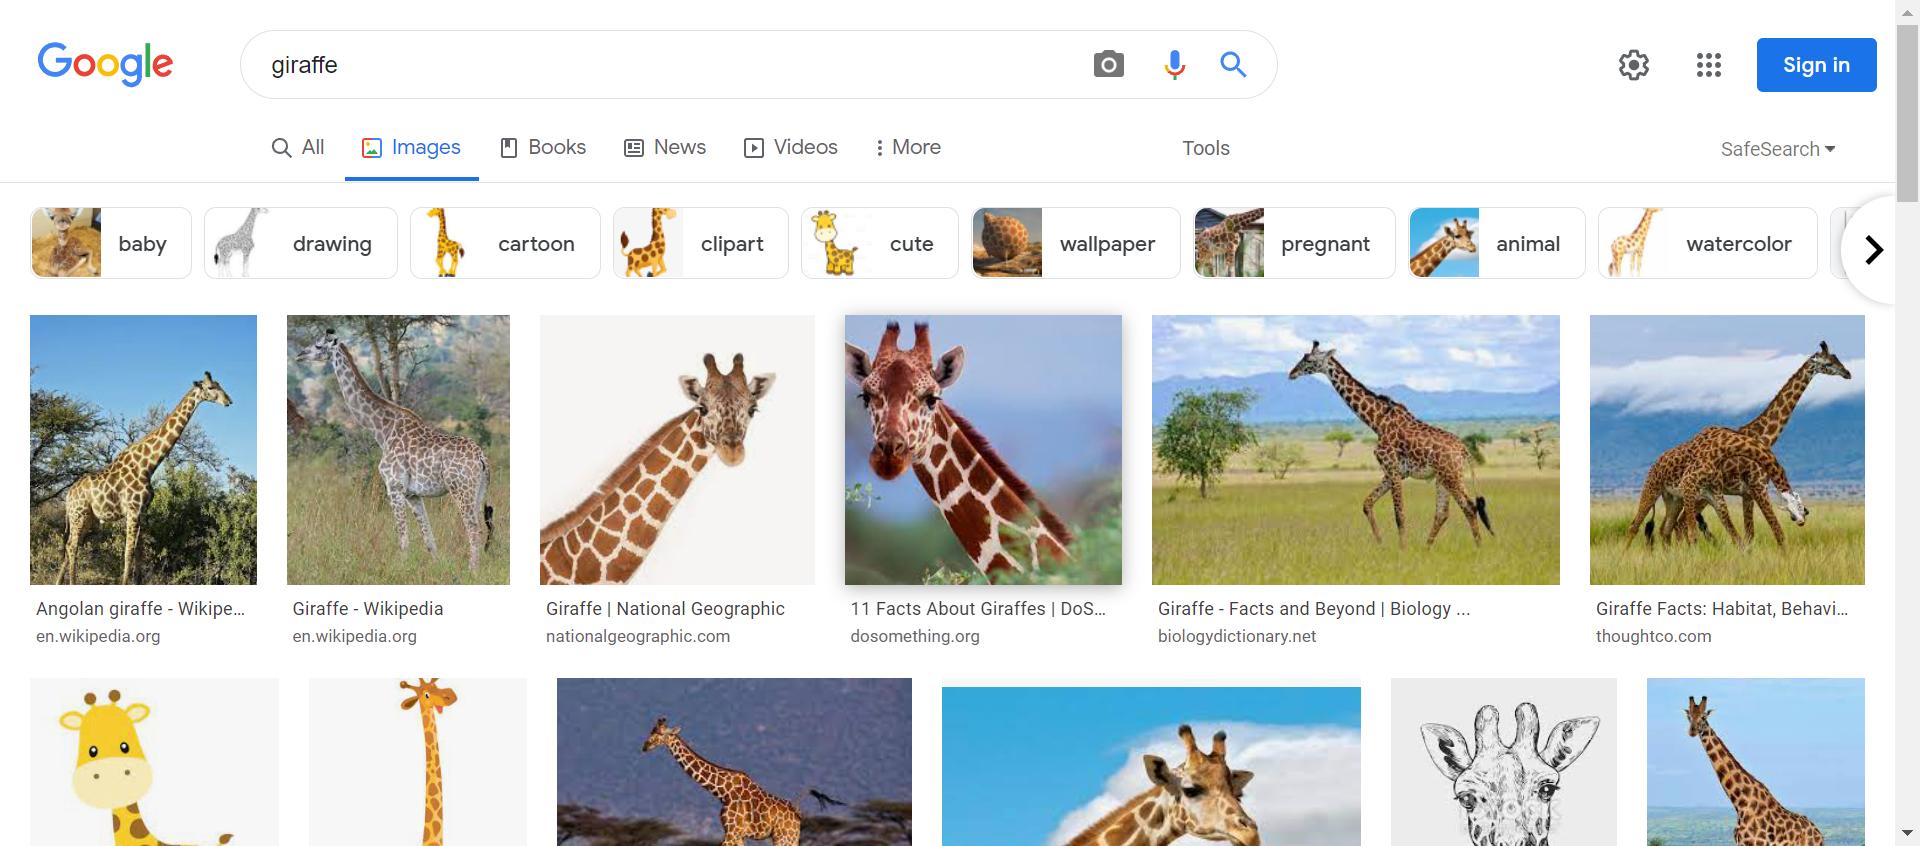 Google
giraffe
Sign in
All
Images
Books
News
Videos
More
Tools
SafeSearch
baby
drawing
cartoon
clipart
cute
wallpaper
pregnant
animal
watercolor
Angolan giraffe - Wikipe...
en.wikipedia.org
Giraffe - Wikipedia
en.wikipedia.org
Giraffe | National Geographic
nationalgeographic.com
11 Facts About Giraffes | DoS...
dosomething.org
Giraffe - Facts and Beyond | Biology ...
biologydictionary.net
Giraffe Facts: Habitat, Behavi...
thoughtco.com